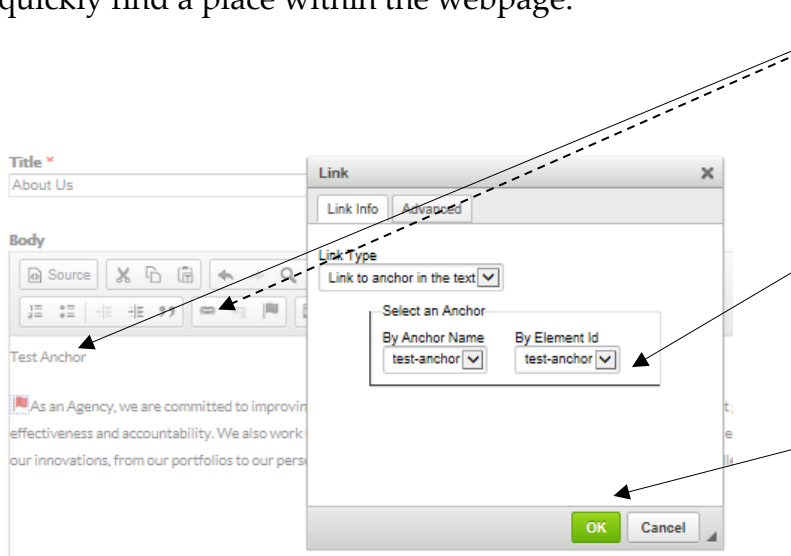 quickly find a place within the webpage.
Title *
About Us
Body
Source
Test Anchor
As an Agency, we are committed to improvin
effectiveness and accountability. We also work
our innovations, from our portfolios to our pers
Link
Link Info Advanced
Link Type
Link to anchor in the text
Select an Anchor
By Anchor Name By Element Id
test-anchor test-anchor
OK Cancel